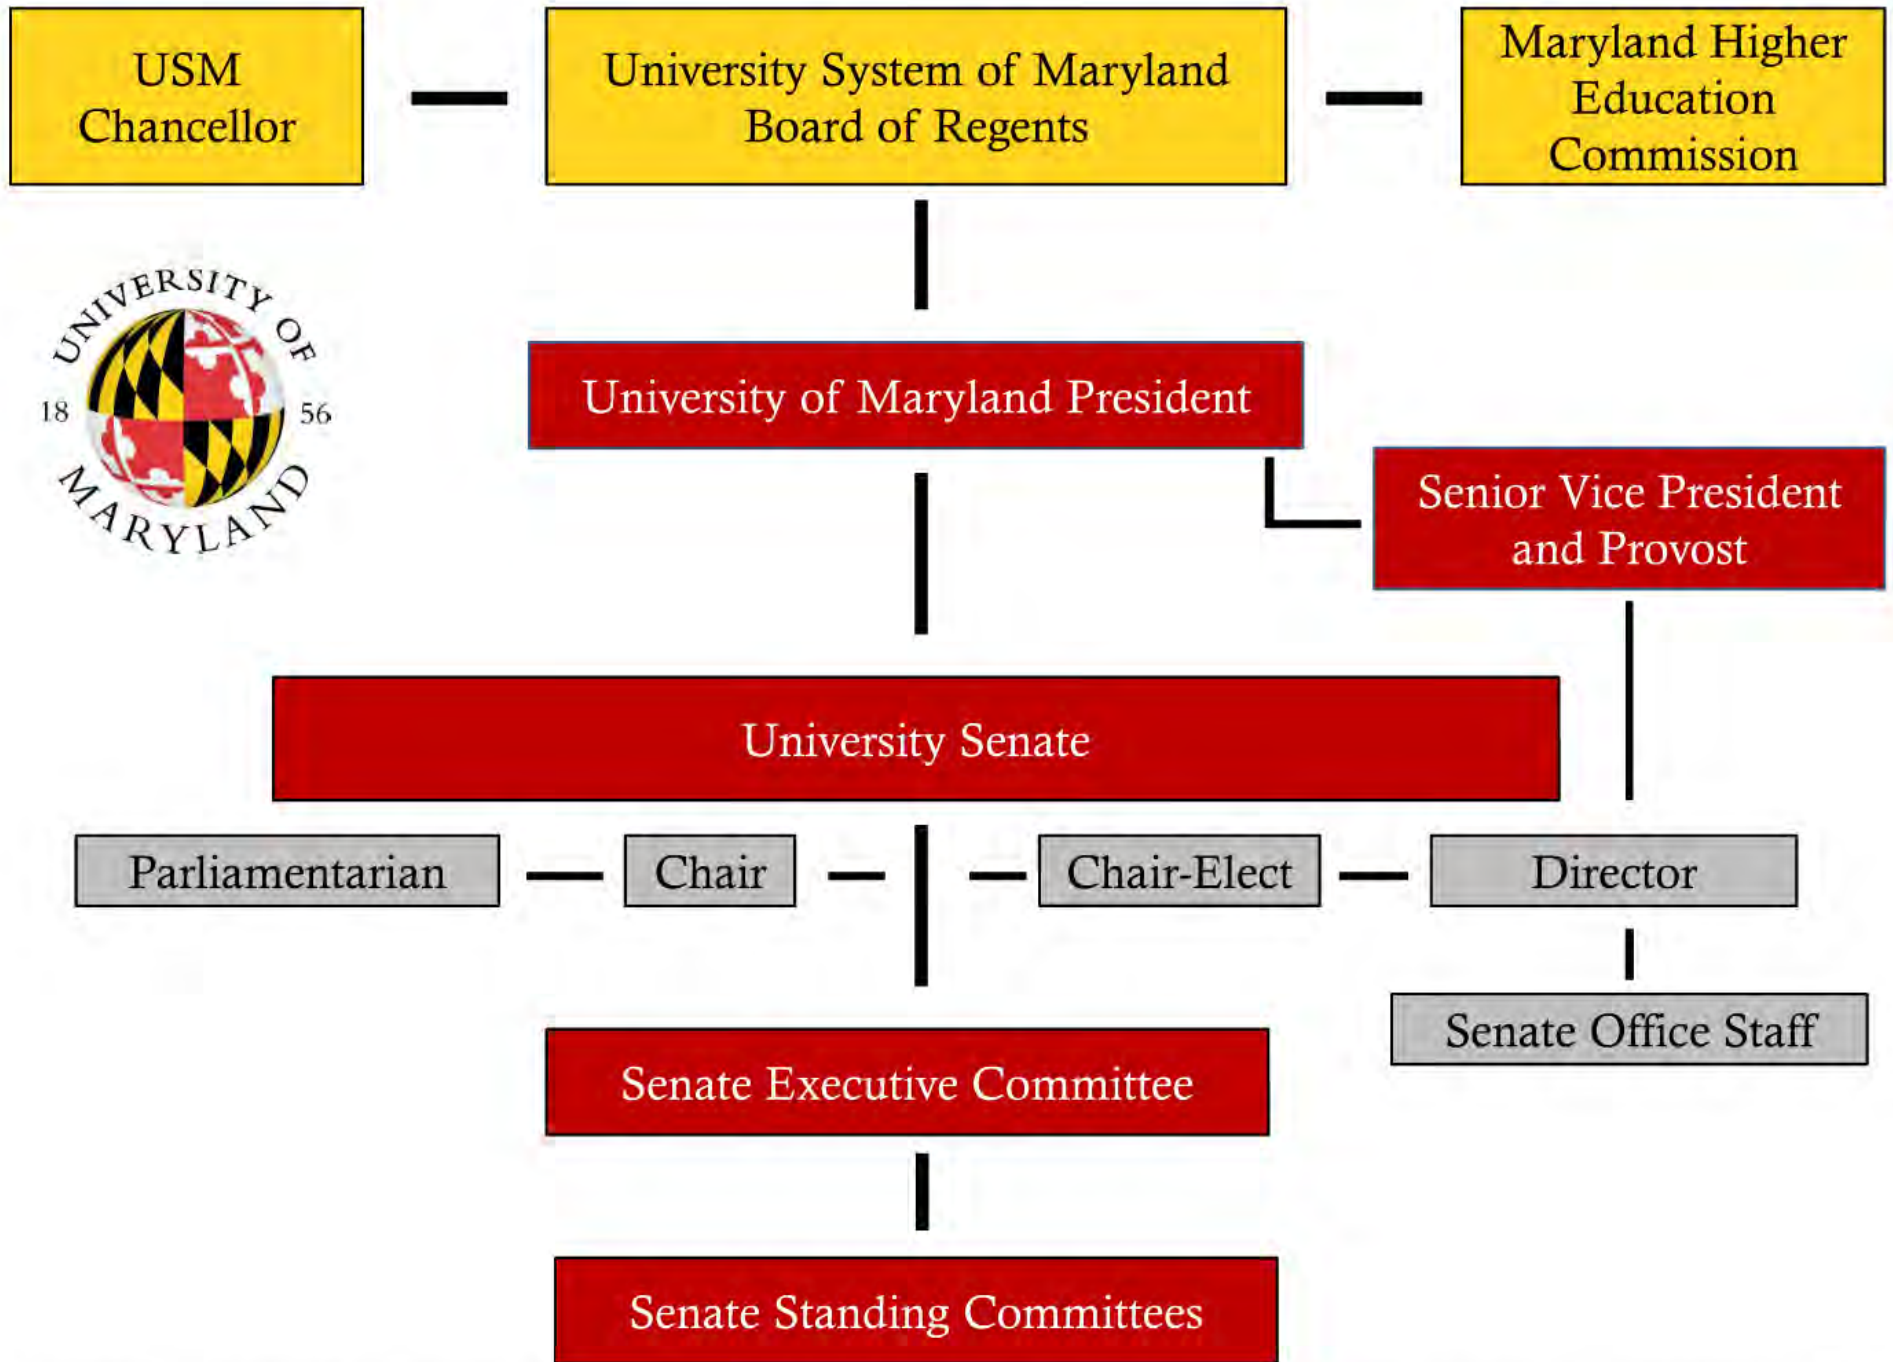 USM
Chancellor
University System of Maryland
Board of Regents
Maryland Higher
Education
Commission
UNIVERSITY OF
18
56
MARYLAND
University of Maryland President
Senior Vice President
and Provost
University Senate
Parliamentarian
Chair
Chair-Elect
Director
Senate Office Staff
Senate Executive Committee
Senate Standing Committees